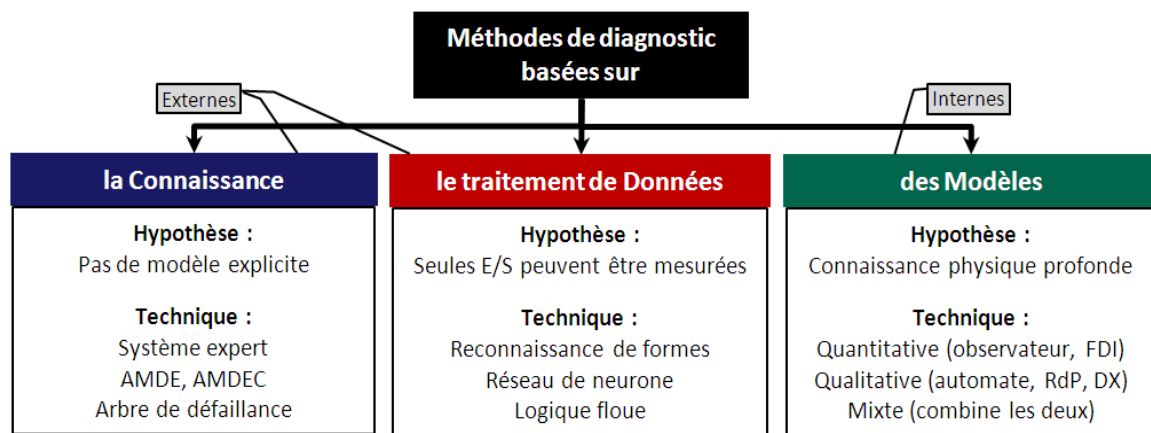 Méthodes de diagnostic
basées sur
Externes
Internes
la Connaissance
Hypothèse :
Pas de modèle explicite
Technique :
Système expert
AMDE, AMDEC
Arbre de défaillance
le traitement de Données
Hypothèse :
Seules E/S peuvent être mesurées
Technique :
Reconnaissance de formes
Réseau de neurone
Logique floue
des Modèles
Hypothèse :
Connaissance physique profonde
Technique :
Quantitative (observateur, FDI)
Qualitative (automate, RdP, DX)
Mixte (combine les deux)